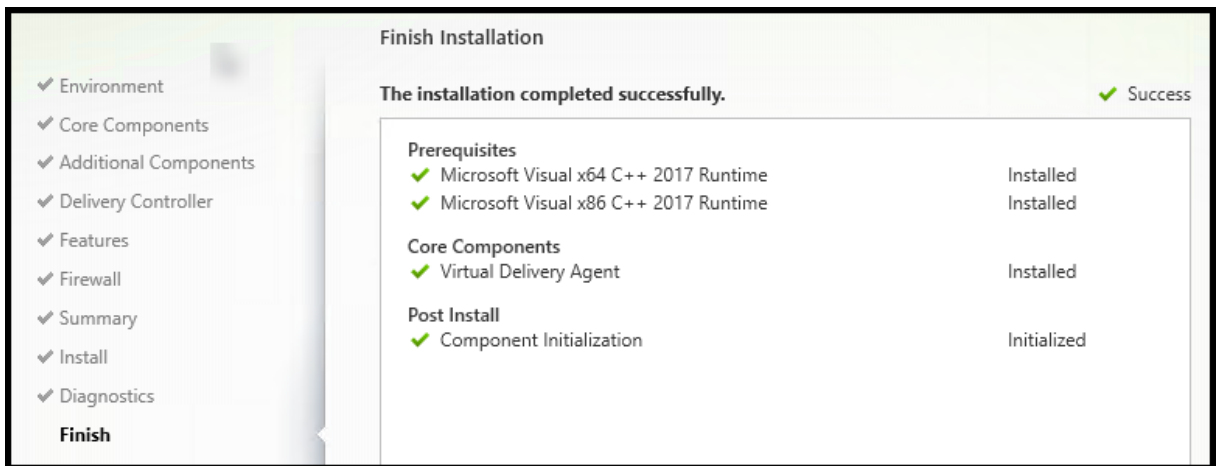 Environment
Core Components
Additional Components
Delivery Controller
Features
Firewall
Summary
Install
Diagnostics
Finish
Finish Installation
The installation completed successfully.
Success
Prerequisites
Microsoft Visual x64 C++ 2017 Runtime Installed
Microsoft Visual x86 C++ 2017 Runtime Installed
Core Components
Virtual Delivery Agent Installed
Post Install
Component Initialization Initialized